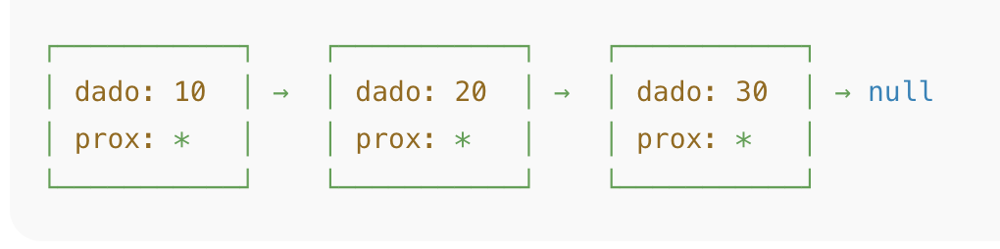 dado: 10 → dado: 20 → dado: 30 → null
prox: * prox: * prox: *